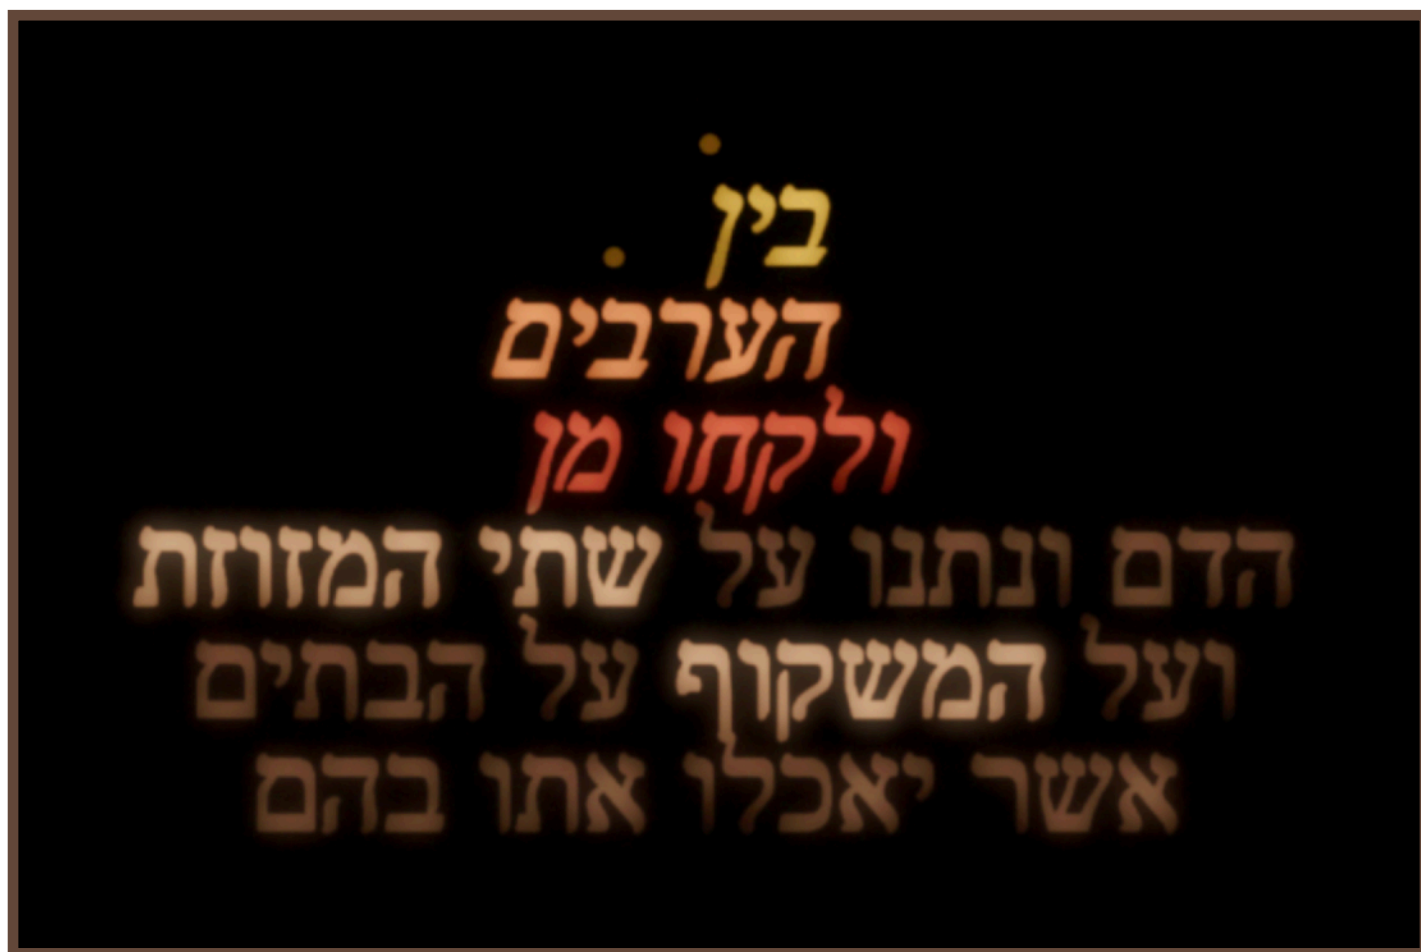 בין
הערבים
ולקחו מן
הדם ונתנו על שתי המזוזת
ועל המשקוף על הבתים
אשר יאכלו אתו בהם